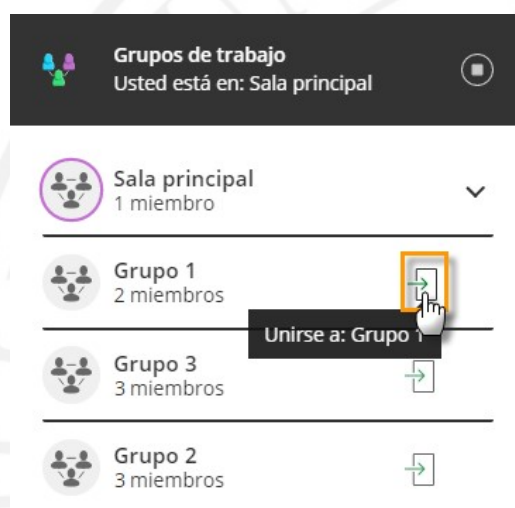 Grupos de trabajo
Usted está en: Sala principal
Sala principal
1 miembro
Grupo 1
2 miembros
Unirse a: Grupo 1
Grupo 3
3 miembros
Grupo 2
3 miembros